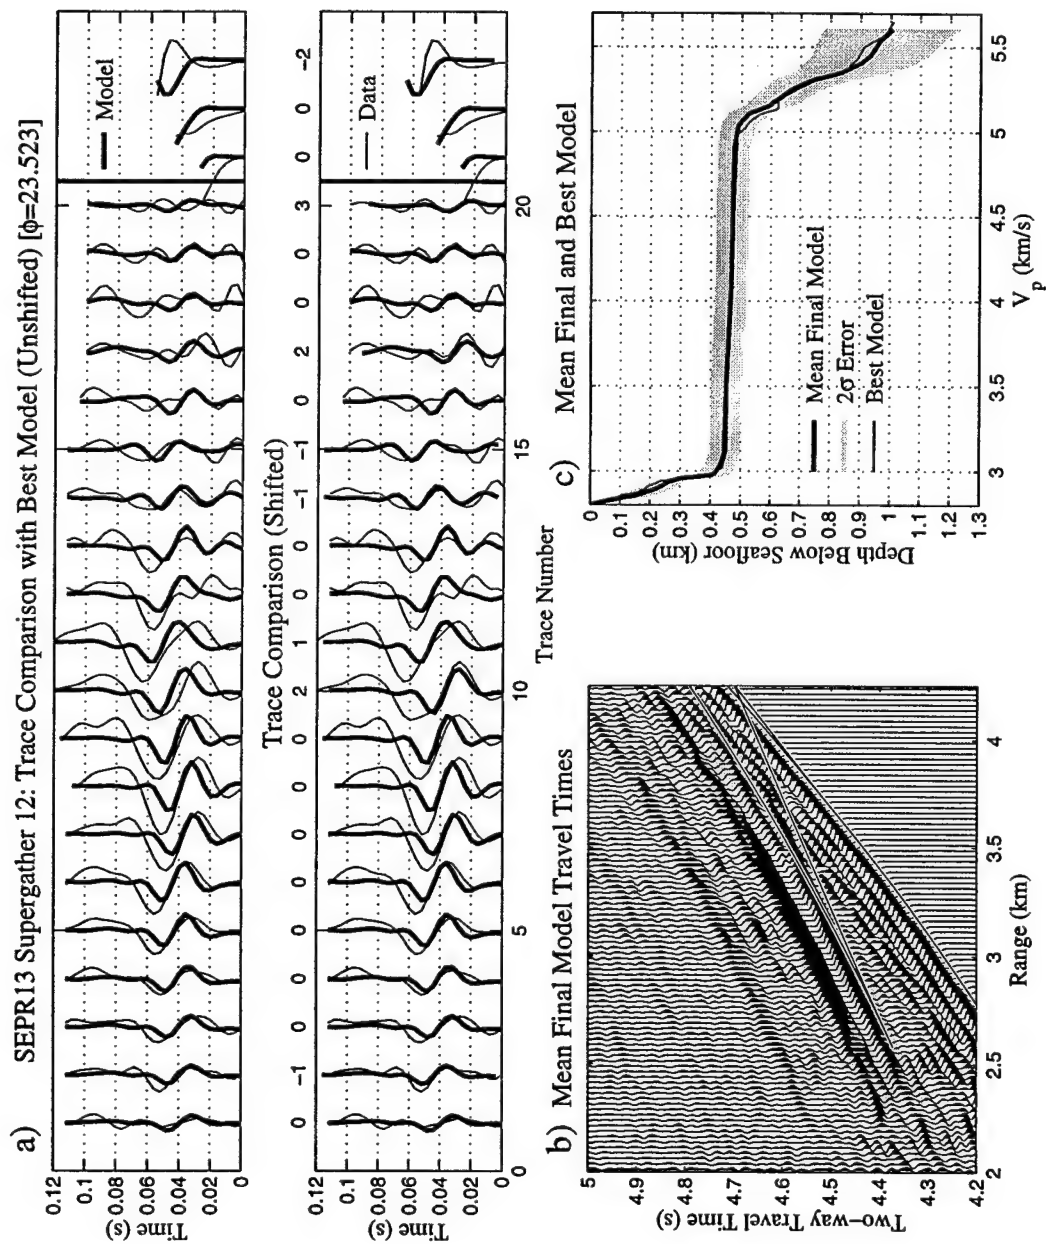 a) SEPR13 Supergather 12: Trace Comparison with Best Model (Unshifted) [ϕ=23.523]
0.12
0.1
0.08
0.06
0.04
0.02
0
Time (s)
Model
0 -1 0 0 0 0 0 0 0 2 1 0 0 -1 -1 0 2 0 0 3 0 0 -2
Trace Comparison (Shifted)
0.12
0.1
0.08
0.06
0.04
0.02
0
Time (s)
Data
0 5 10 15 20
Trace Number
b) Mean Final Model Travel Times
5
4.9
4.8
4.7
4.6
4.5
4.4
4.3
4.2
Two-way Travel Time (s)
2 2.5 3 3.5 4
Range (km)
c) Mean Final and Best Model
0
0.1
0.2
0.3
0.4
0.5
0.6
0.7
0.8
0.9
1
1.1
1.2
1.3
Depth Below Seafloor (km)
Mean Final Model
2σ Error
Best Model
3 3.5 4 4.5 5 5.5
Vp (km/s)